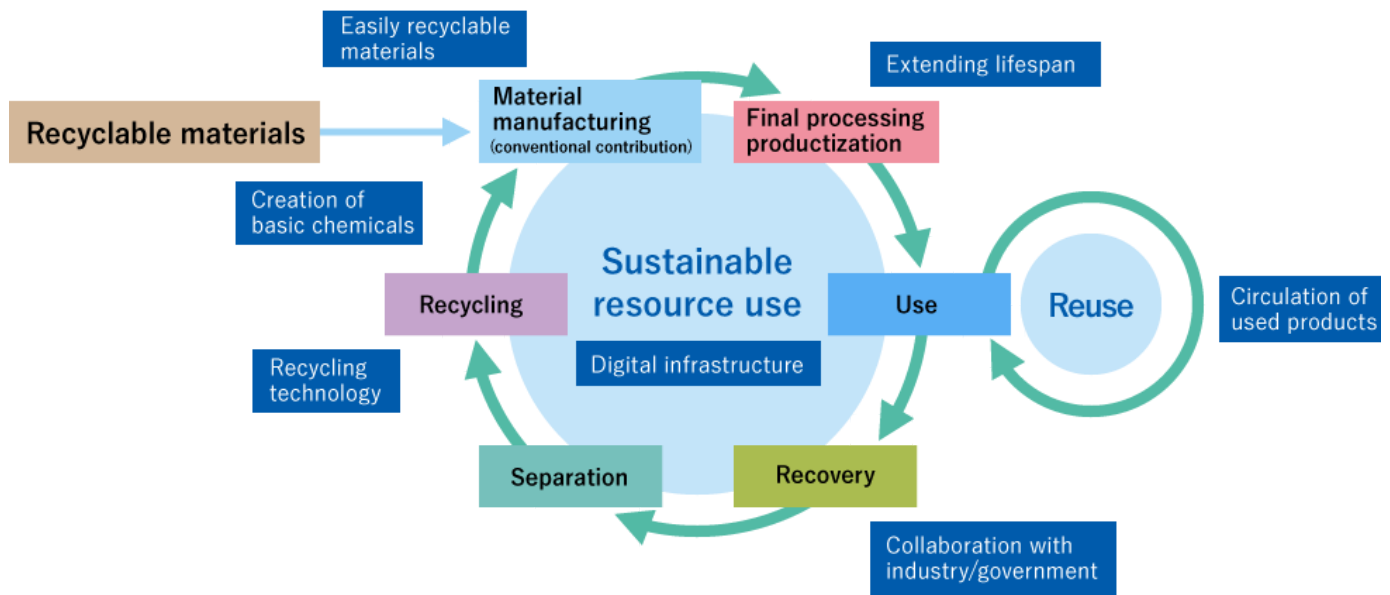 Easily recyclable
materials
Extending lifespan
Recyclable materials
Material
manufacturing
(conventional contribution)
Final processing
productization
Creation of
basic chemicals
Sustainable
resource use
Digital infrastructure
Recycling
Use
Reuse
Circulation of
used products
Recycling
technology
Separation
Recovery
Collaboration with
industry/government